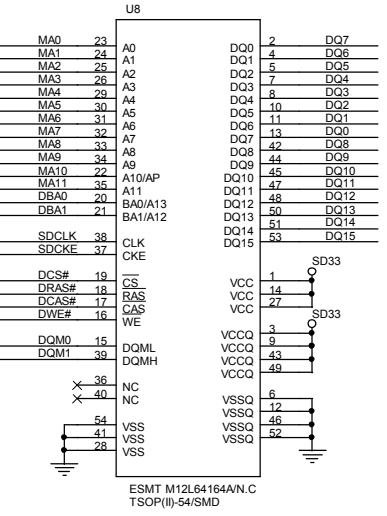 U8
MA0 23 A0 DQ0 2 DQ7
MA1 24 A1 DQ1 4 DQ6
MA2 25 A2 DQ2 5 DQ5
MA3 26 A3 DQ3 7 DQ4
MA4 29 A4 DQ4 8 DQ3
MA5 30 A5 DQ5 10 DQ2
MA6 31 A6 DQ6 11 DQ1
MA7 32 A7 DQ7 13 DQ0
MA8 33 A8 DQ8 42 DQ8
MA9 34 A9 DQ9 44 DQ9
MA10 22 A10/AP DQ10 45 DQ10
MA11 35 A11 DQ11 47 DQ11
DBA0 20 BA0/A13 DQ12 48 DQ12
DBA1 21 BA1/A12 DQ13 50 DQ13
DQ14 51 DQ14
SDCLK 38 CLK DQ15 53 DQ15
SDCKE 37 CKE
SD33
DCS# 19 CS VCC 1
DRAS# 18 RAS VCC 14
DCAS# 17 CAS VCC 27
DWE# 16 WE
SD33
DQM0 15 DQML VCCQ 3
DQM1 39 DQMH VCCQ 9
VCCQ 43
VCCQ 49
36 NC
40 NC VSSQ 6
VSSQ 12
54 VSS VSSQ 46
41 VSS VSSQ 52
28 VSS
ESMT M12L64164A/N.C
TSOP(II)-54/SMD